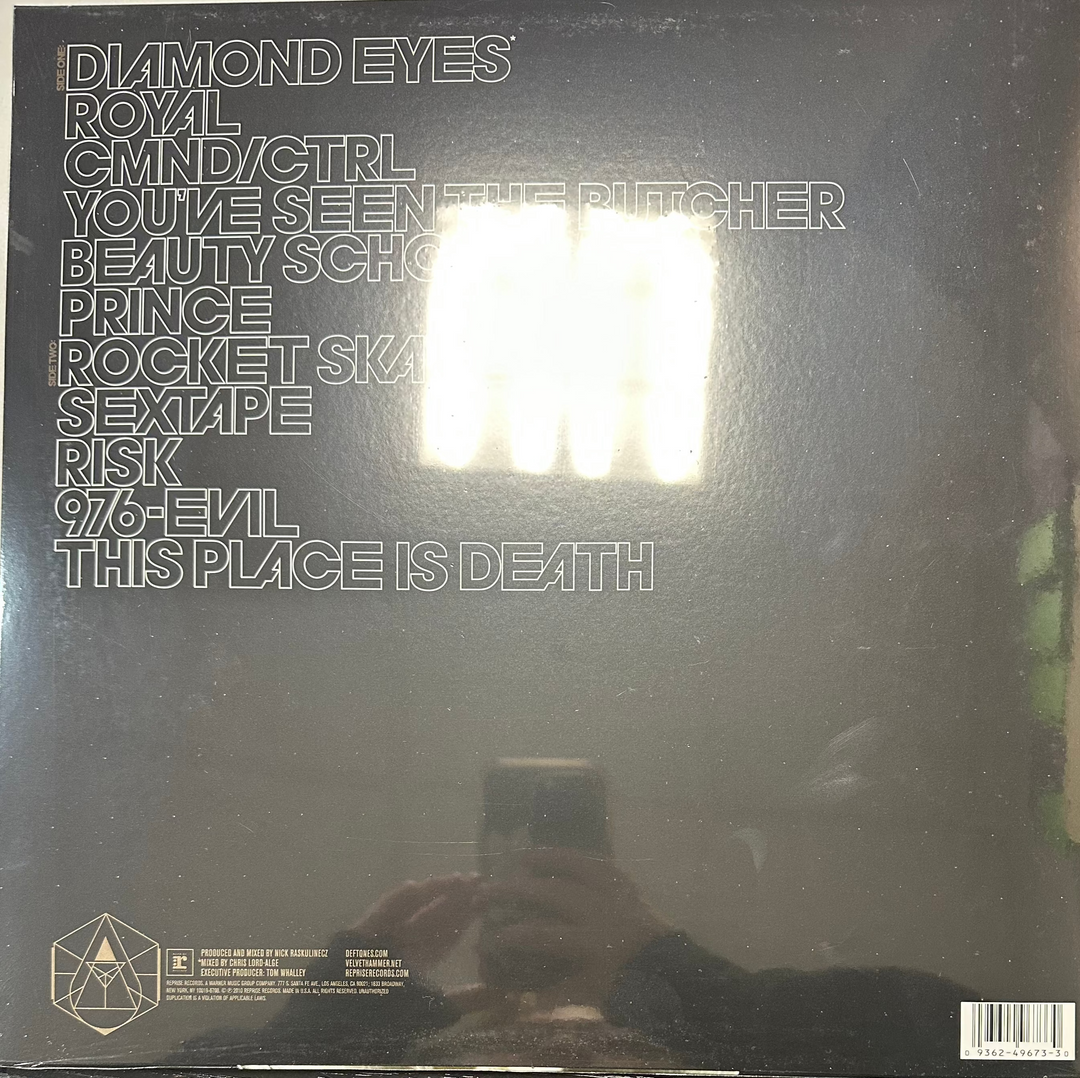 SIDE ONE:
DIAMOND EYES*
ROYAL
CMND/CTRL
YOU'VE SEEN THE BUTCHER
BEAUTY
PRINCE
SIDE TWO:
ROCKET
SEXTAPE
RISK
976-EVIL
THIS PLACE IS DEATH
r
PRODUCED AND MIXED BY NICK RASKULINECZ
*MIXED BY CHRIS LORD-ALGE
EXECUTIVE PRODUCER: TOM WHALLEY
DEFTONES.COM
VELVETHAMMER.NET
REPRISERECORDS.COM
REPRISE RECORDS, A WARNER MUSIC GROUP COMPANY. 777 S. SANTA FE AVE., LOS ANGELES, CA 90021; 1633 BROADWAY,
NEW YORK, NY 10019-6798. © ℗ 2010 REPRISE RECORDS. MADE IN U.S.A. ALL RIGHTS RESERVED. UNAUTHORIZED
DUPLICATION IS A VIOLATION OF APPLICABLE LAWS.
0 9362-49673-3 0